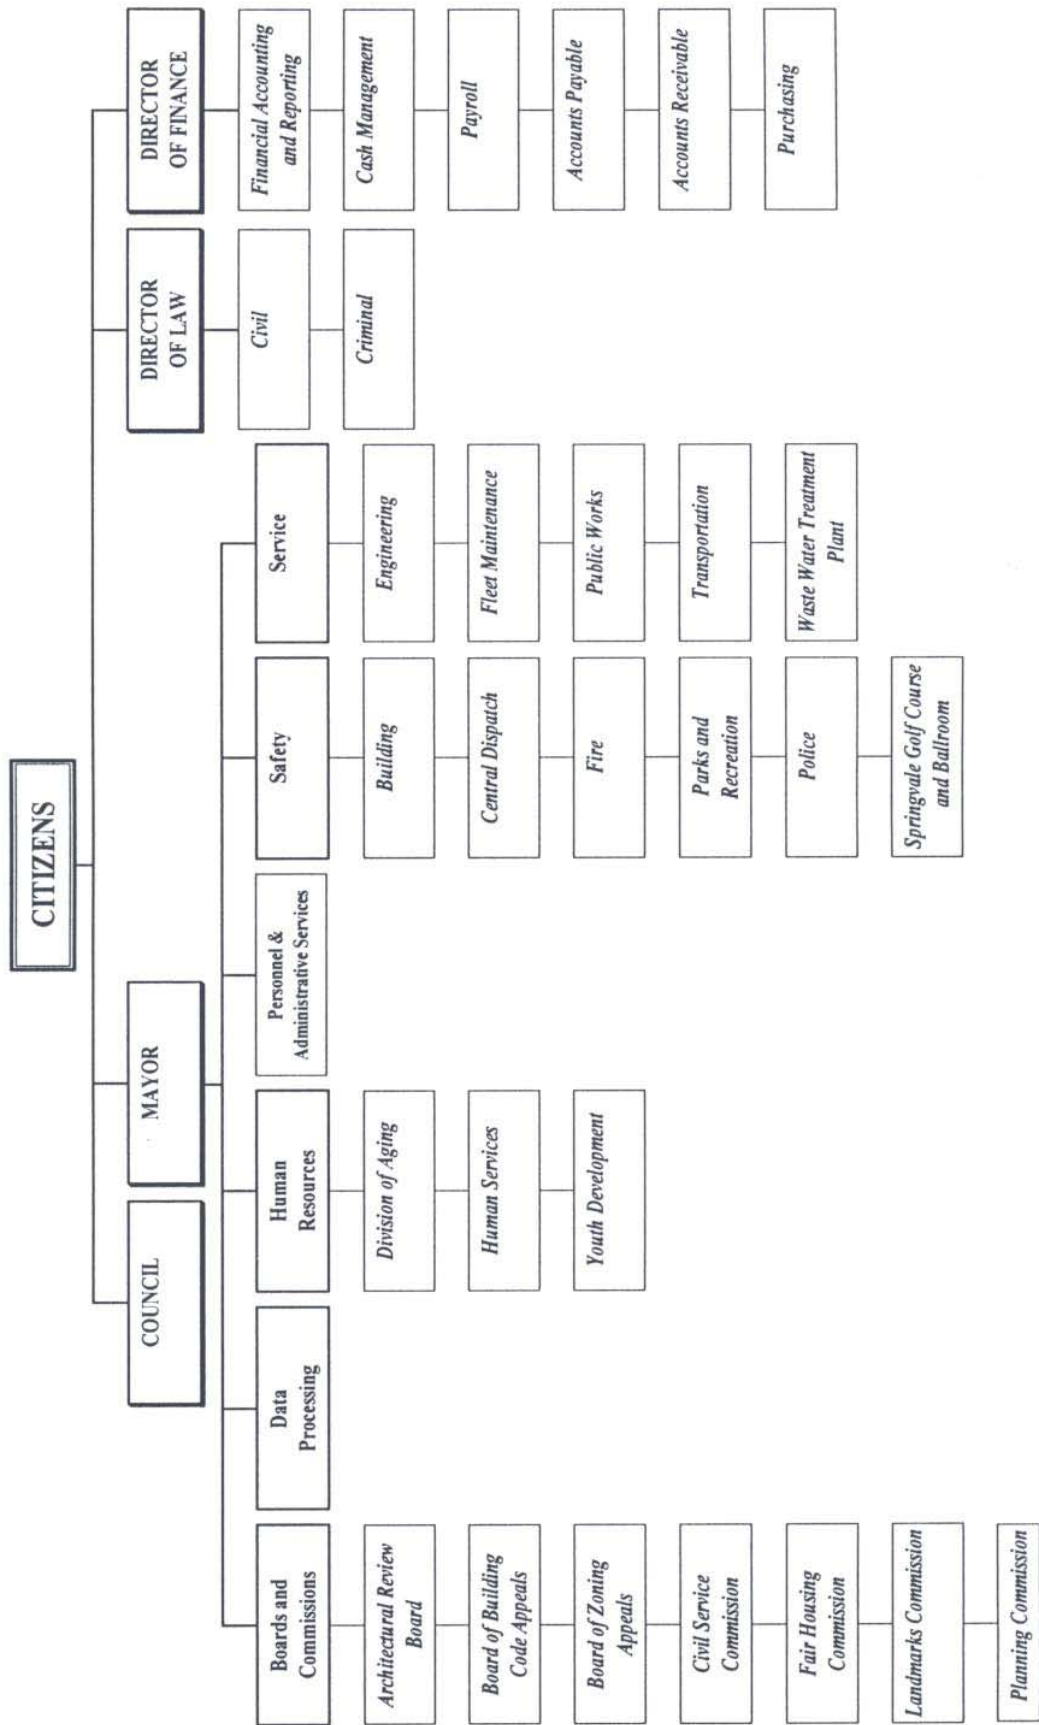 CITIZENS
COUNCIL
MAYOR
DIRECTOR
OF LAW
DIRECTOR
OF FINANCE
Boards and
Commissions
Architectural Review
Board
Board of Building
Code Appeals
Board of Zoning
Appeals
Civil Service
Commission
Fair Housing
Commission
Landmarks Commission
Planning Commission
Data
Processing
Human
Resources
Division of Aging
Human Services
Youth Development
Personnel &
Administrative Services
Safety
Building
Central Dispatch
Fire
Parks and
Recreation
Police
Springvale Golf Course
and Ballroom
Service
Engineering
Fleet Maintenance
Public Works
Transportation
Waste Water Treatment
Plant
Civil
Criminal
Financial Accounting
and Reporting
Cash Management
Payroll
Accounts Payable
Accounts Receivable
Purchasing